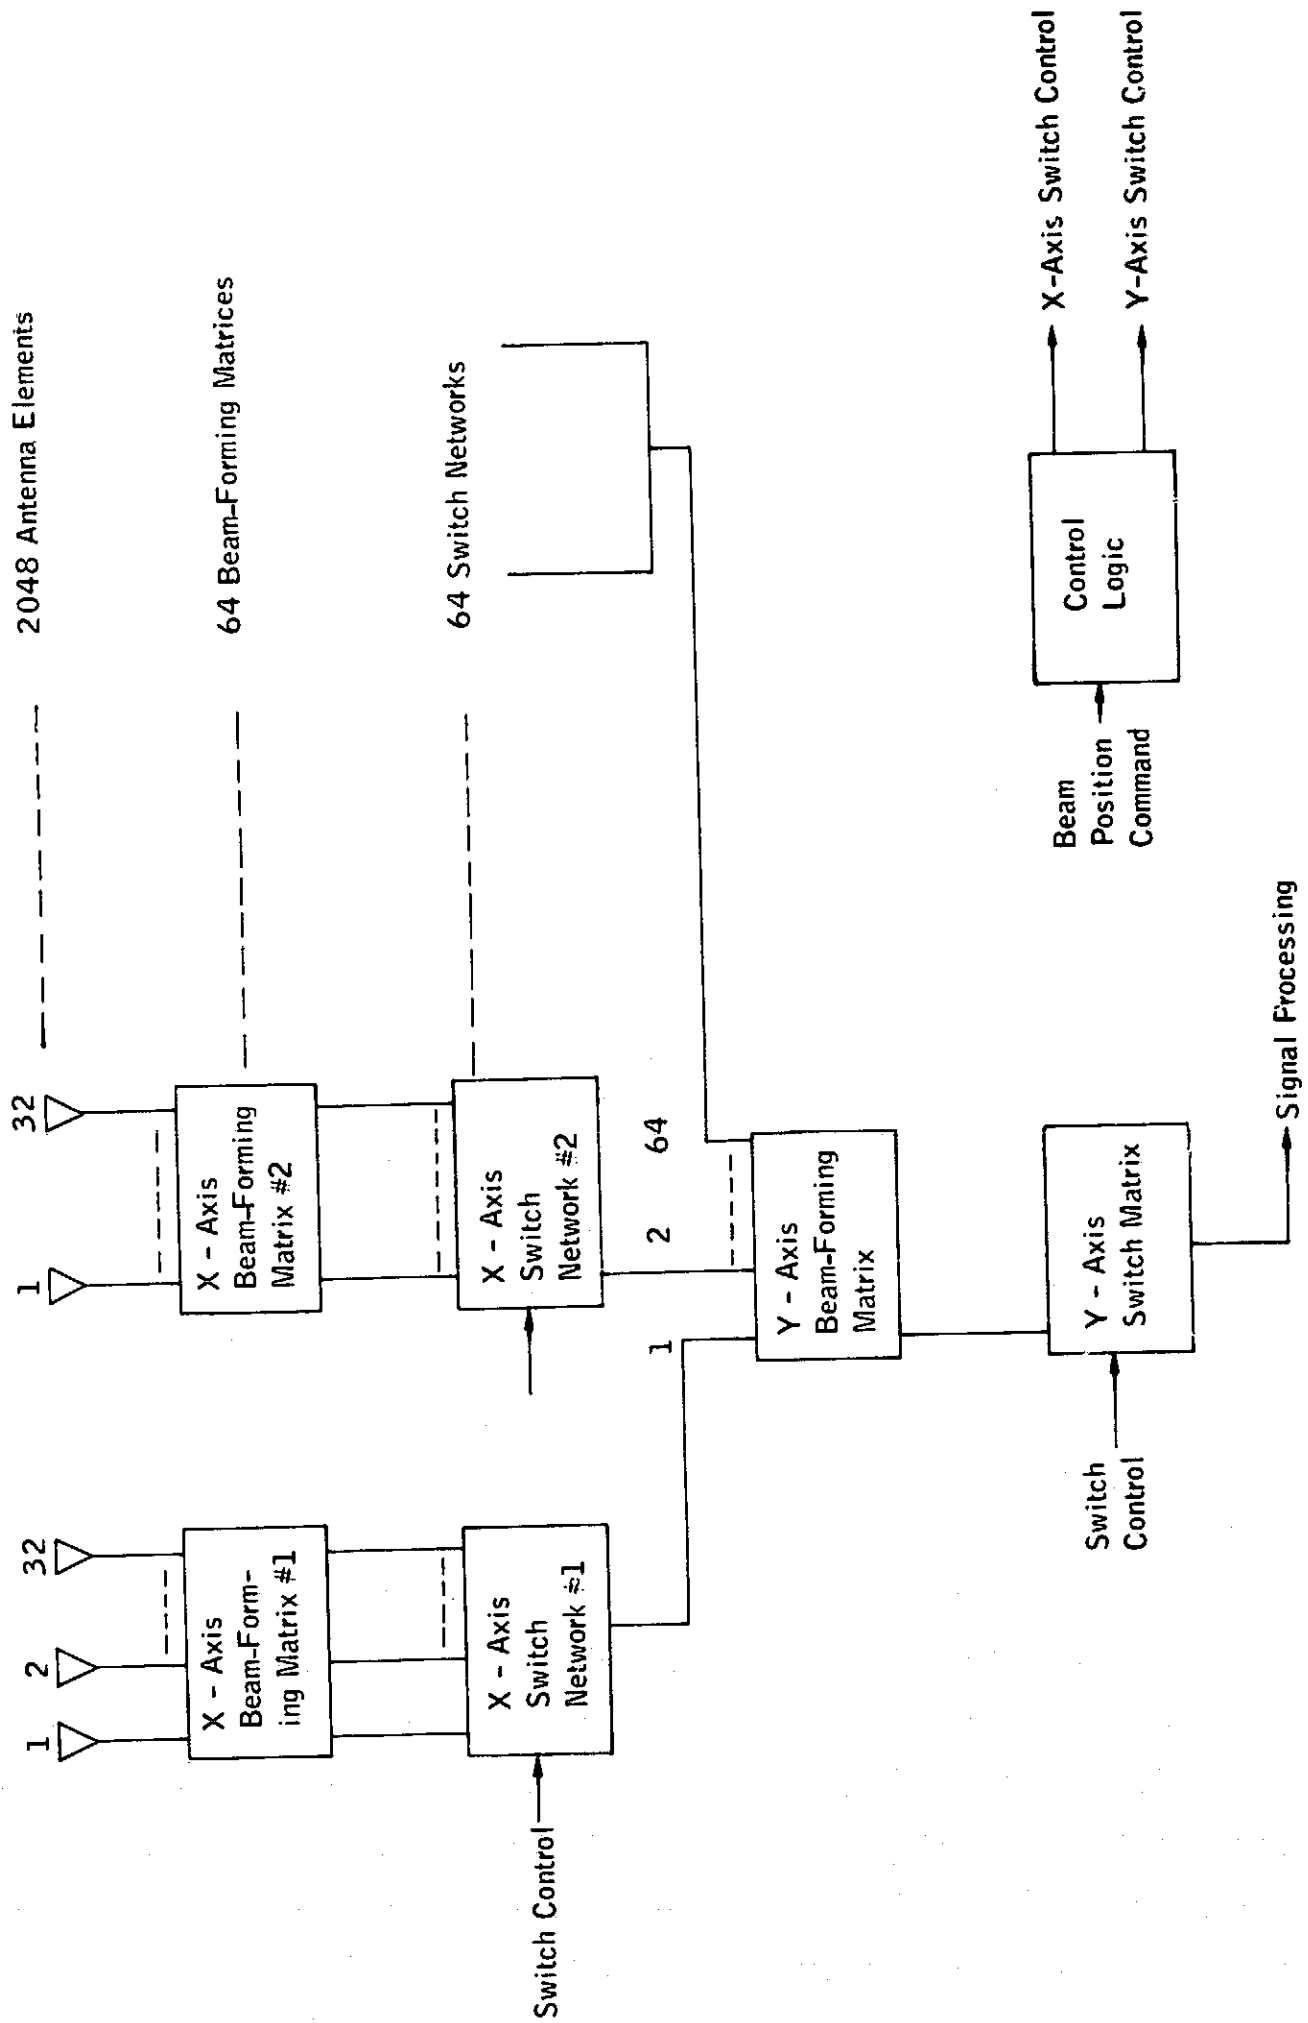 1
2
32
1
32
2048 Antenna Elements
X - Axis
Beam-Form-
ing Matrix #1
X - Axis
Beam-Forming
Matrix #2
64 Beam-Forming Matrices
Switch Control
X - Axis
Switch
Network #1
X - Axis
Switch
Network #2
64 Switch Networks
1
2
64
Y - Axis
Beam-Forming
Matrix
Switch
Control
Y - Axis
Switch Matrix
Signal Processing
Beam
Position
Command
Control
Logic
X-Axis Switch Control
Y-Axis Switch Control